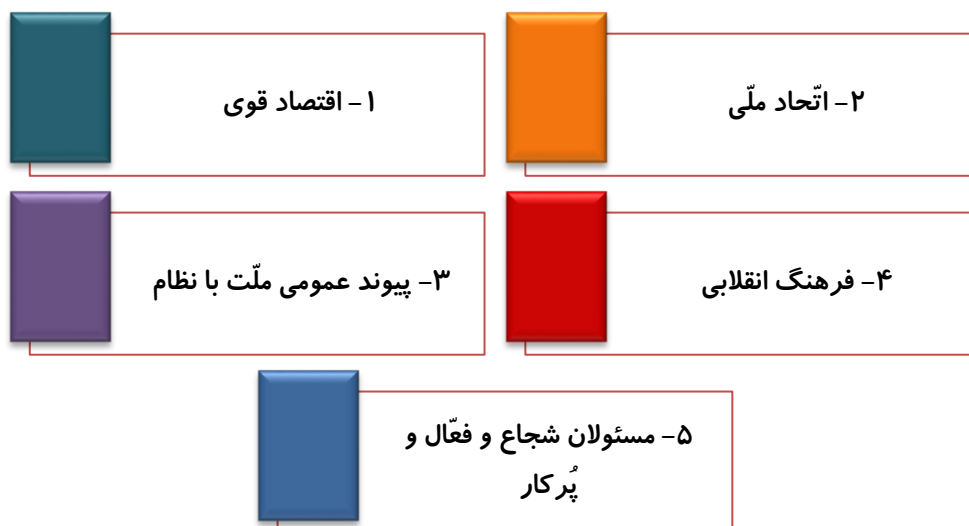 ۱- اقتصاد قوی
۲- اتّحاد ملّی
۳- پیوند عمومی ملّت با نظام
۴- فرهنگ انقلابی
۵- مسئولان شجاع و فعّال و
پُرکار